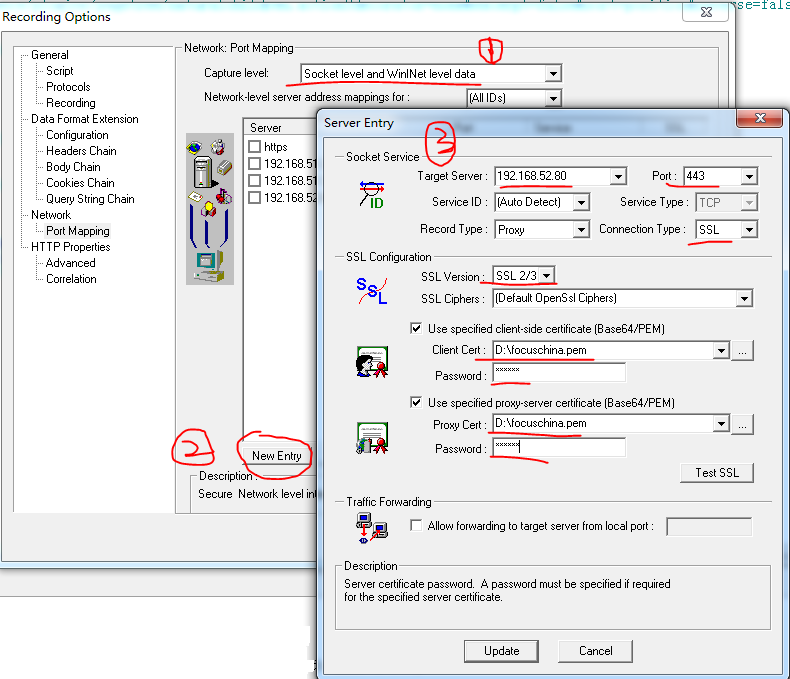 rse=fals
Recording Options
General
Script
Protocols
Recording
Data Format Extension
Configuration
Headers Chain
Body Chain
Cookies Chain
Query String Chain
Network
Port Mapping
HTTP Properties
Advanced
Correlation
Network: Port Mapping
1
Capture level: Socket level and WinINet level data
Network-level server address mappings for : (All IDs)
Server
https
192.168.51
192.168.51
192.168.52
2
New Entry
Description :
Secure Network level int
Server Entry
3
Socket Service
Target Server : 192.168.52.80 Port : 443
ID
Service ID : (Auto Detect) Service Type : TCP
Record Type : Proxy Connection Type : SSL
SSL Configuration
SSL
SSL Version : SSL 2/3
SSL Ciphers : (Default OpenSsl Ciphers)
Use specified client-side certificate (Base64/PEM)
Client Cert : D:\focuschina.pem ...
Password : ******
Use specified proxy-server certificate (Base64/PEM)
Proxy Cert : D:\focuschina.pem ...
Password : ******
Test SSL
Traffic Forwarding
Allow forwarding to target server from local port :
Description
Server certificate password. A password must be specified if required
for the specified server certificate.
Update Cancel